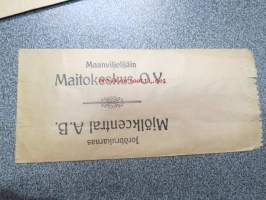 Maanviljelijäin
Maitokeskus O.Y.
Jordbrukarnas
Mjölkcentral A.B.